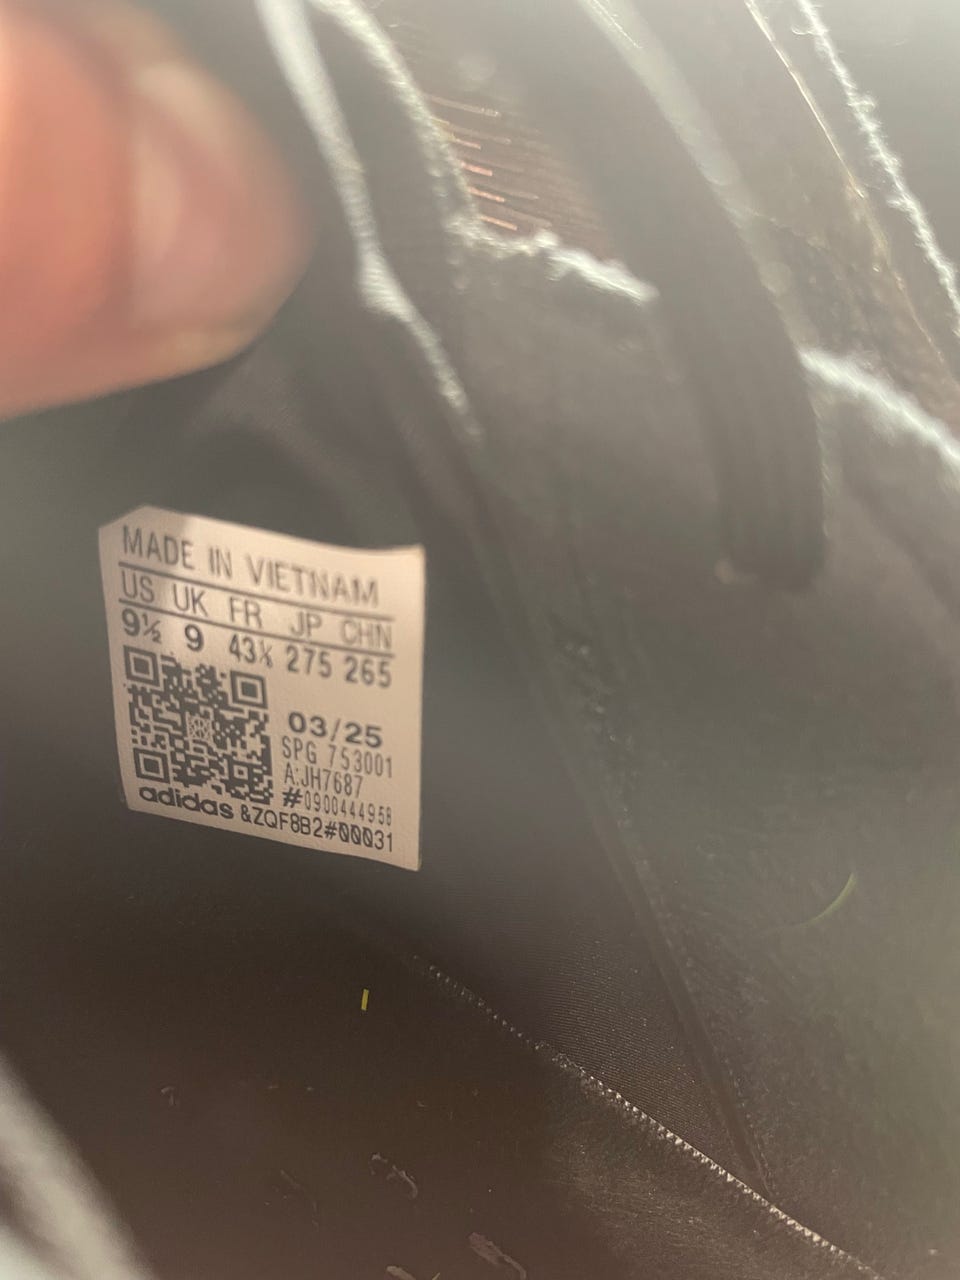 MADE IN VIETNAM
US UK FR JP CHN
9½ 9 43⅓ 275 265
03/25
SPG 753001
A:JH7687
#0900444958
adidas &ZQF8B2#00031